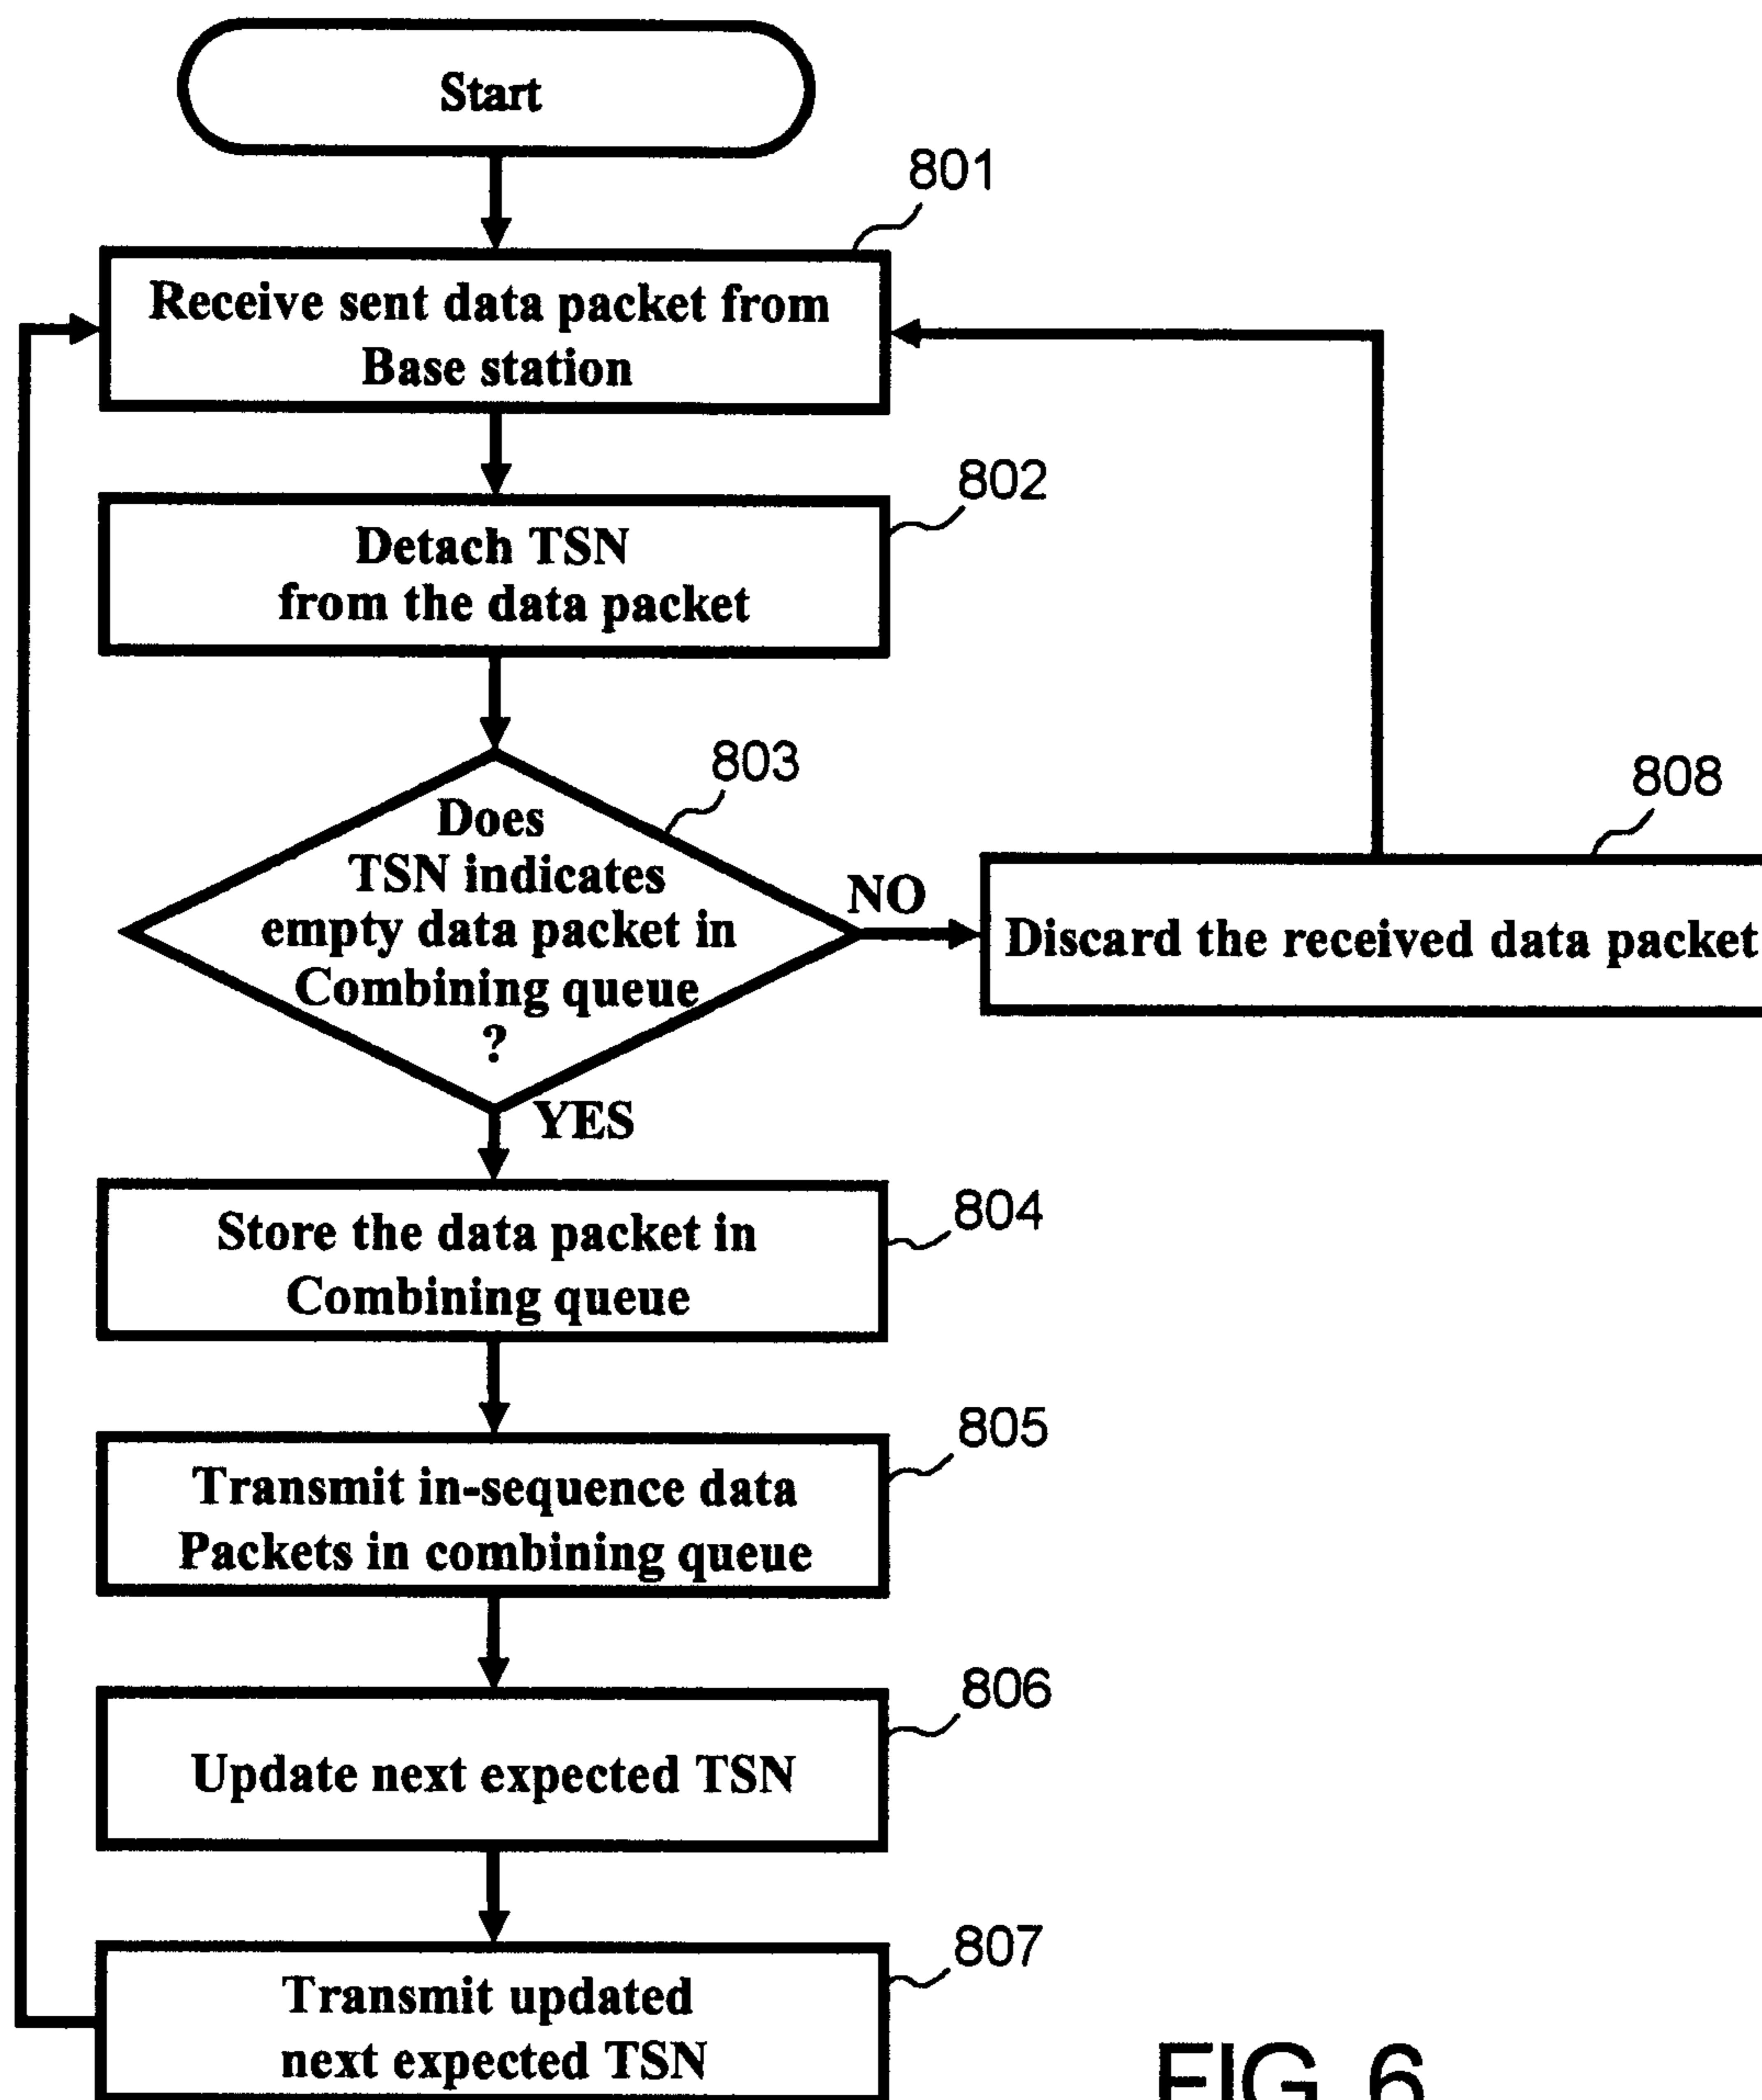 Start
801
Receive sent data packet from
Base station
802
Detach TSN
from the data packet
803
Does
TSN indicates
empty data packet in
Combining queue
?
NO
808
Discard the received data packet
YES
804
Store the data packet in
Combining queue
805
Transmit in-sequence data
Packets in combining queue
806
Update next expected TSN
807
Transmit updated
next expected TSN
FIG. 6